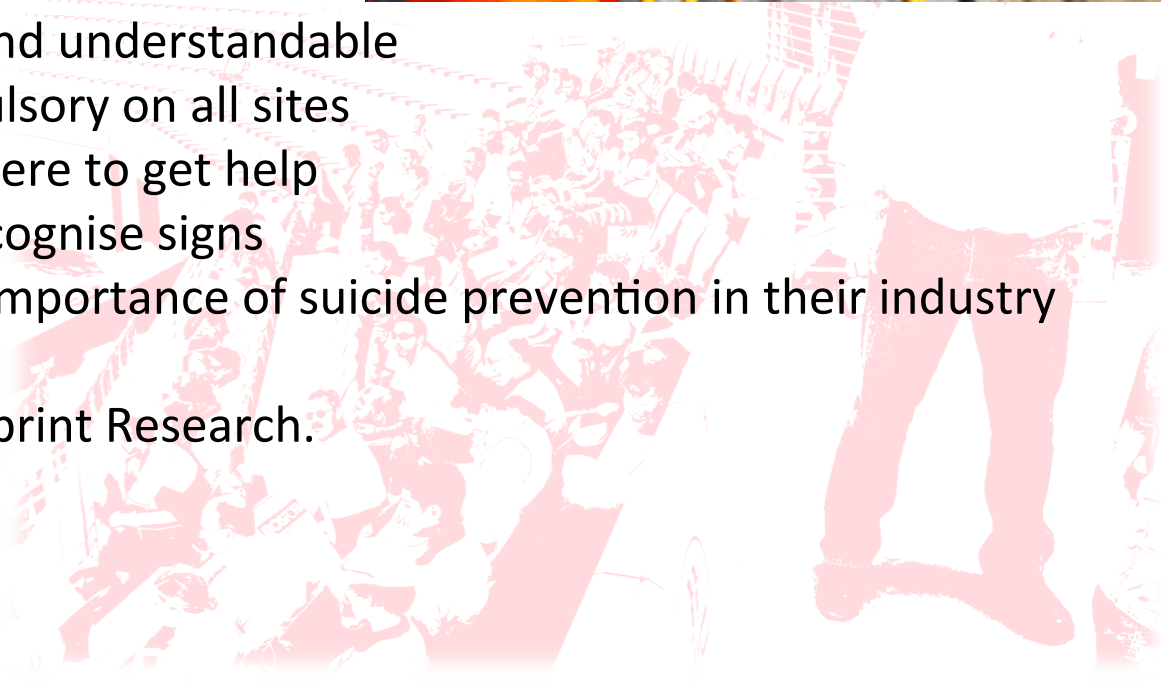 nd understandable
ulsory on all sites
ere to get help
cognise signs
mportance of suicide prevention in their industry
print Research.